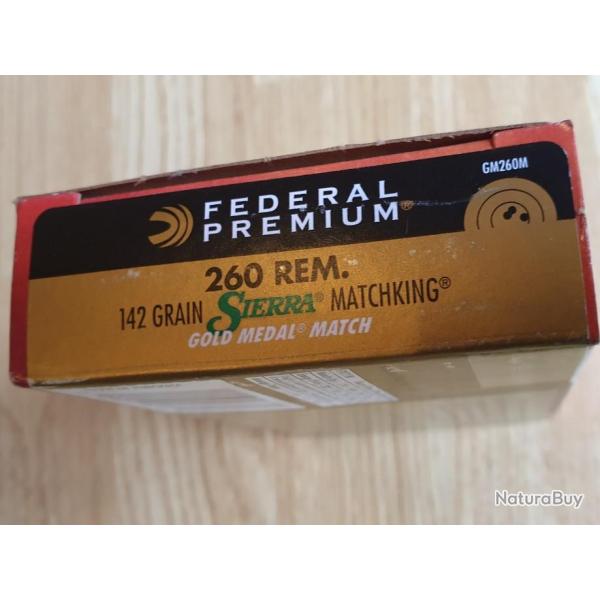 GM260M
FEDERAL
PREMIUM®
260 REM.
142 GRAIN SIERRA® MATCHKING®
GOLD MEDAL® MATCH
NaturaBuy